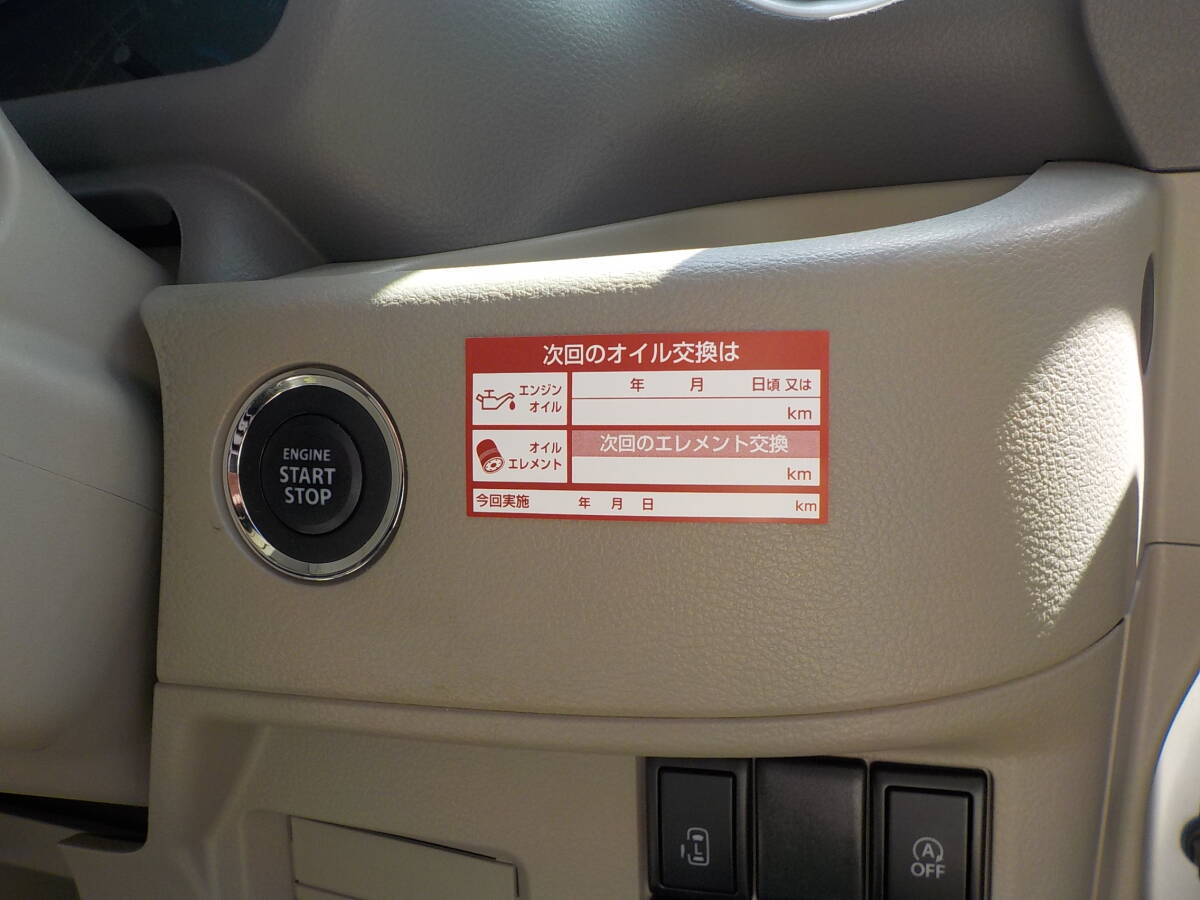 次回のオイル交換は
エンジン
オイル
年 月 日頃 又は
km
オイル
エレメント
次回のエレメント交換
km
今回実施 年 月 日 km
ENGINE
START
STOP
L
A
OFF